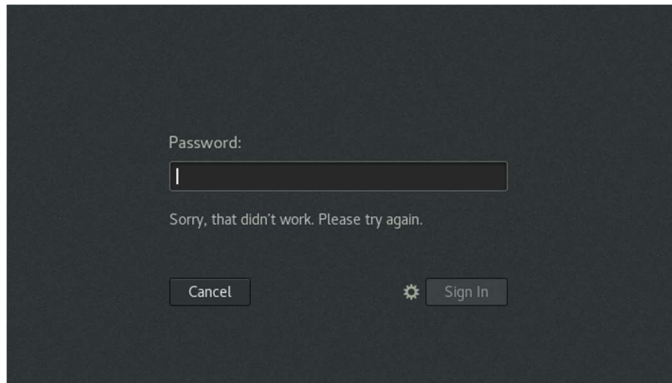 Password:
Sorry, that didn't work. Please try again.
Cancel
Sign In